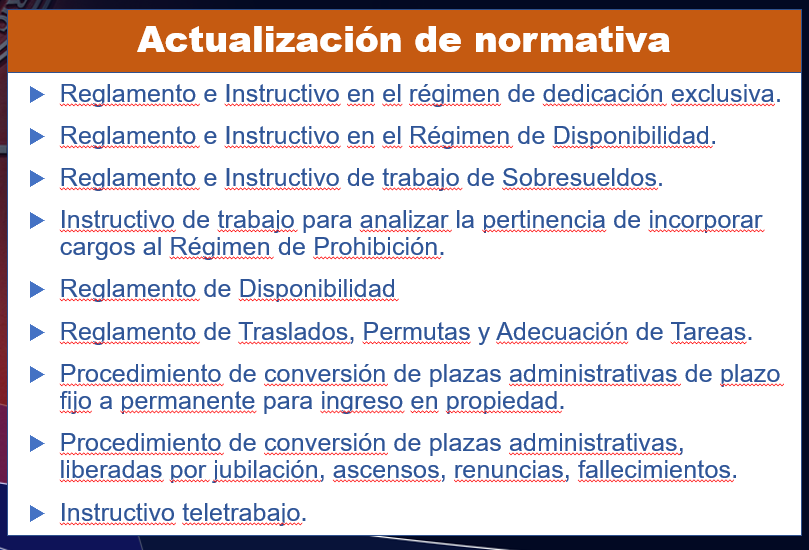 Actualización de normativa
Reglamento e Instructivo en el régimen de dedicación exclusiva.
Reglamento e Instructivo en el Régimen de Disponibilidad.
Reglamento e Instructivo de trabajo de Sobresueldos.
Instructivo de trabajo para analizar la pertinencia de incorporar
cargos al Régimen de Prohibición.
Reglamento de Disponibilidad
Reglamento de Traslados, Permutas y Adecuación de Tareas.
Procedimiento de conversión de plazas administrativas de plazo
fijo a permanente para ingreso en propiedad.
Procedimiento de conversión de plazas administrativas,
liberadas por jubilación, ascensos, renuncias, fallecimientos.
Instructivo teletrabajo.